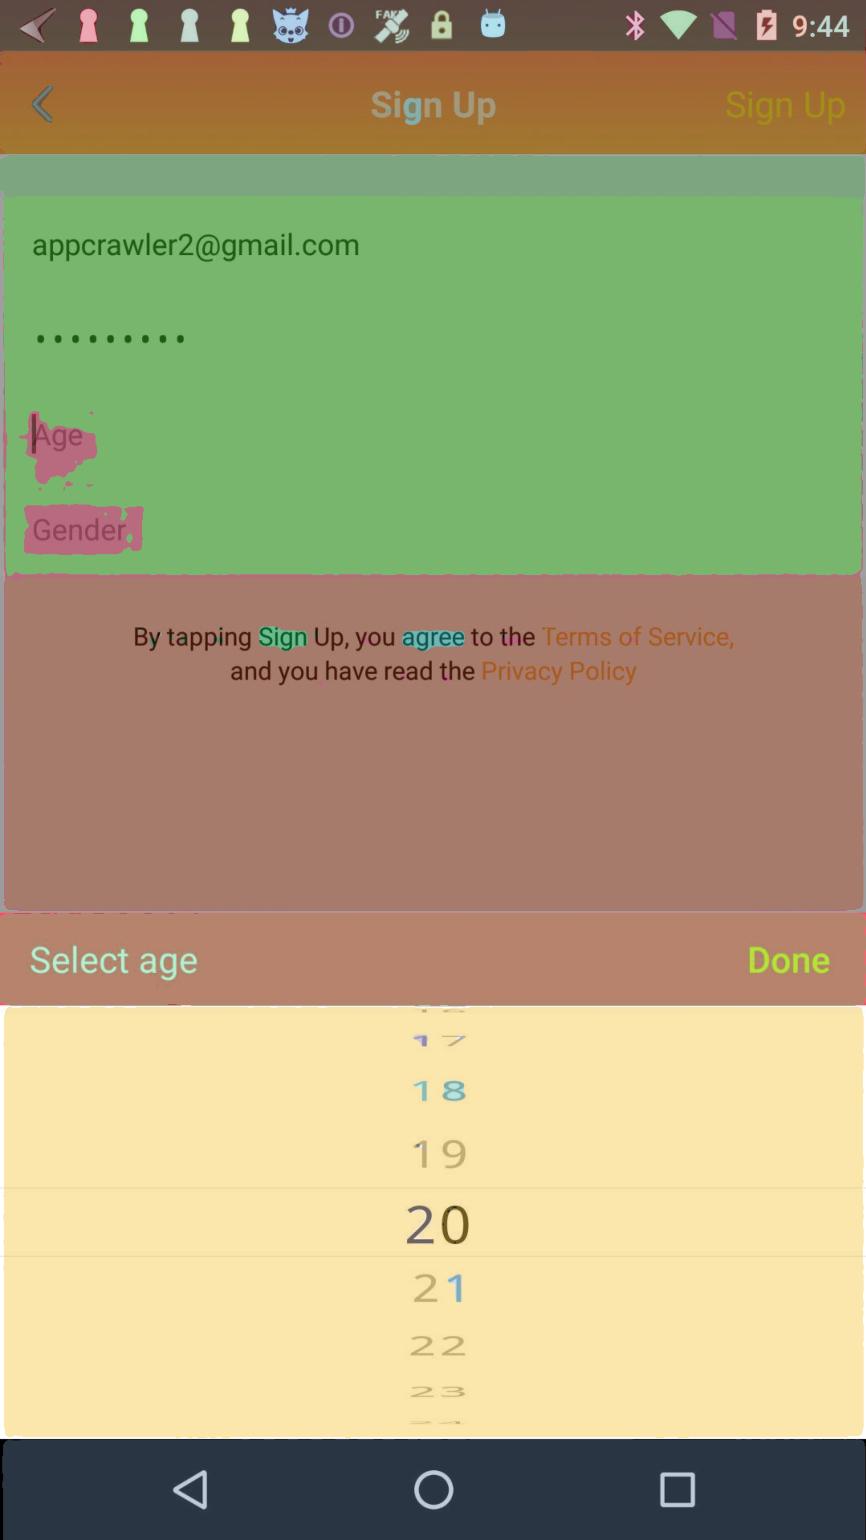 FAKE
9:44
Sign Up
Sign Up
appcrawler2@gmail.com
•••••••••
Age
Gender
By tapping Sign Up, you agree to the Terms of Service,
and you have read the Privacy Policy
Select age
Done
17
18
19
20
21
22
23